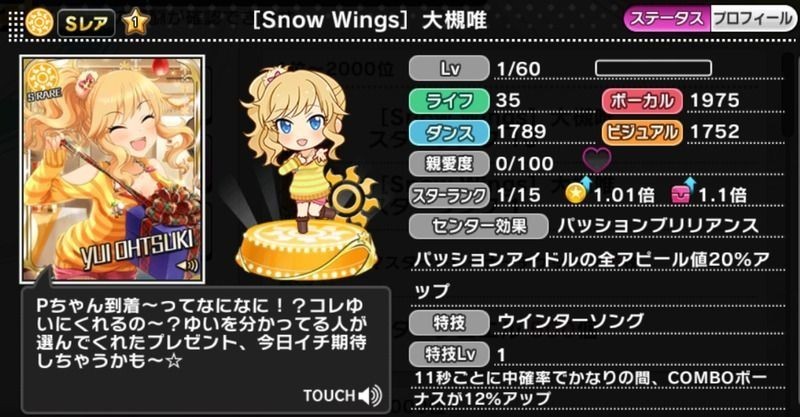 Sレア
1
[Snow Wings] 大槻唯
ステータス
プロフィール
S RARE
YUI OHTSUKI
Lv 1/60
ライフ 35
ボーカル 1975
ダンス 1789
ビジュアル 1752
親愛度 0/100
スターランク 1/15
1.01倍
1.1倍
センター効果 パッションブリリアンス
パッションアイドルの全アピール値20%ア
ップ
特技 ウインターソング
特技Lv 1
11秒ごとに中確率でかなりの間、COMBOボー
ナスが12%アップ
Pちゃん到着～ってなになに!?コレゆ
いにくれるの～?ゆいを分かってる人が
選んでくれたプレゼント、今日イチ期待
しちゃうかも～☆
TOUCH